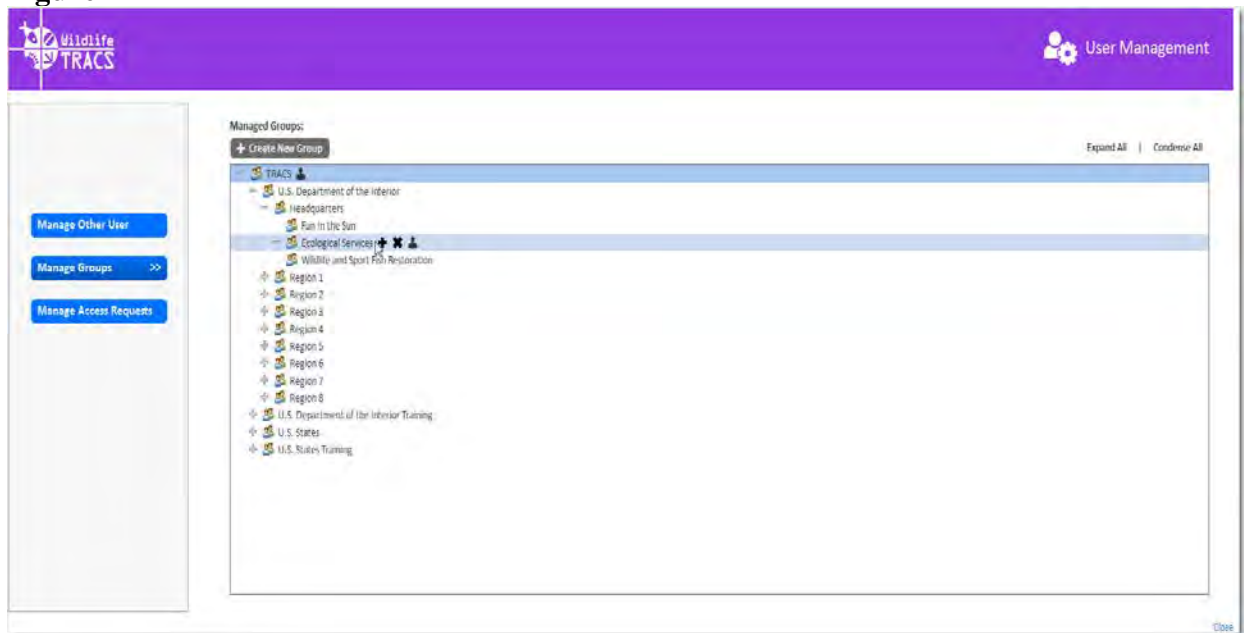 Wildlife
TRACS
User Management
Managed Groups:
Create New Group
Expand All | Condense All
TRACS
U.S. Department of the Interior
Headquarters
Fun in the Sun
Manage Other User
Ecological Services
Wildlife and Sport Fish Restoration
Manage Groups >>
Region 1
Region 2
Manage Access Requests
Region 3
Region 4
Region 5
Region 6
Region 7
Region 8
U.S. Department of the Interior Training
U.S. States
U.S. States Training
Close